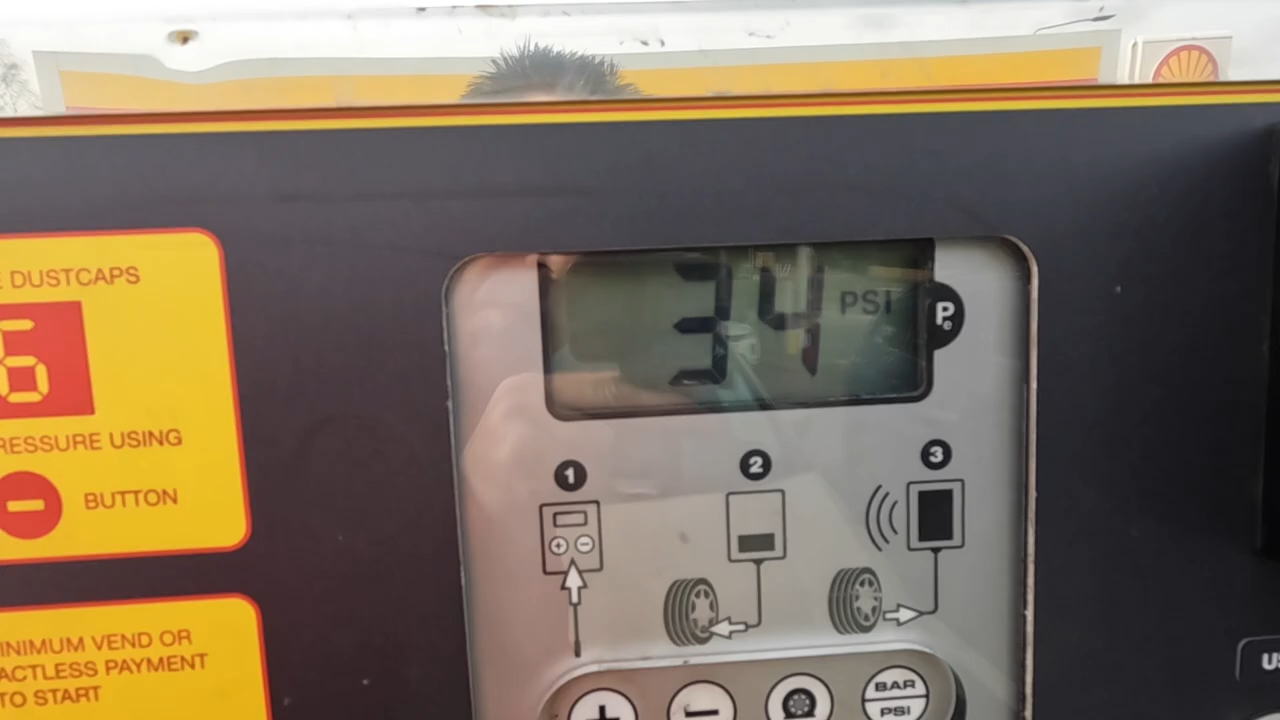 E DUSTCAPS
6
RESSURE USING
BUTTON
INIMUM VEND OR
ACTLESS PAYMENT
TO START
34 PSI
Pe
1 2 3
+ -
+ -
BAR
PSI